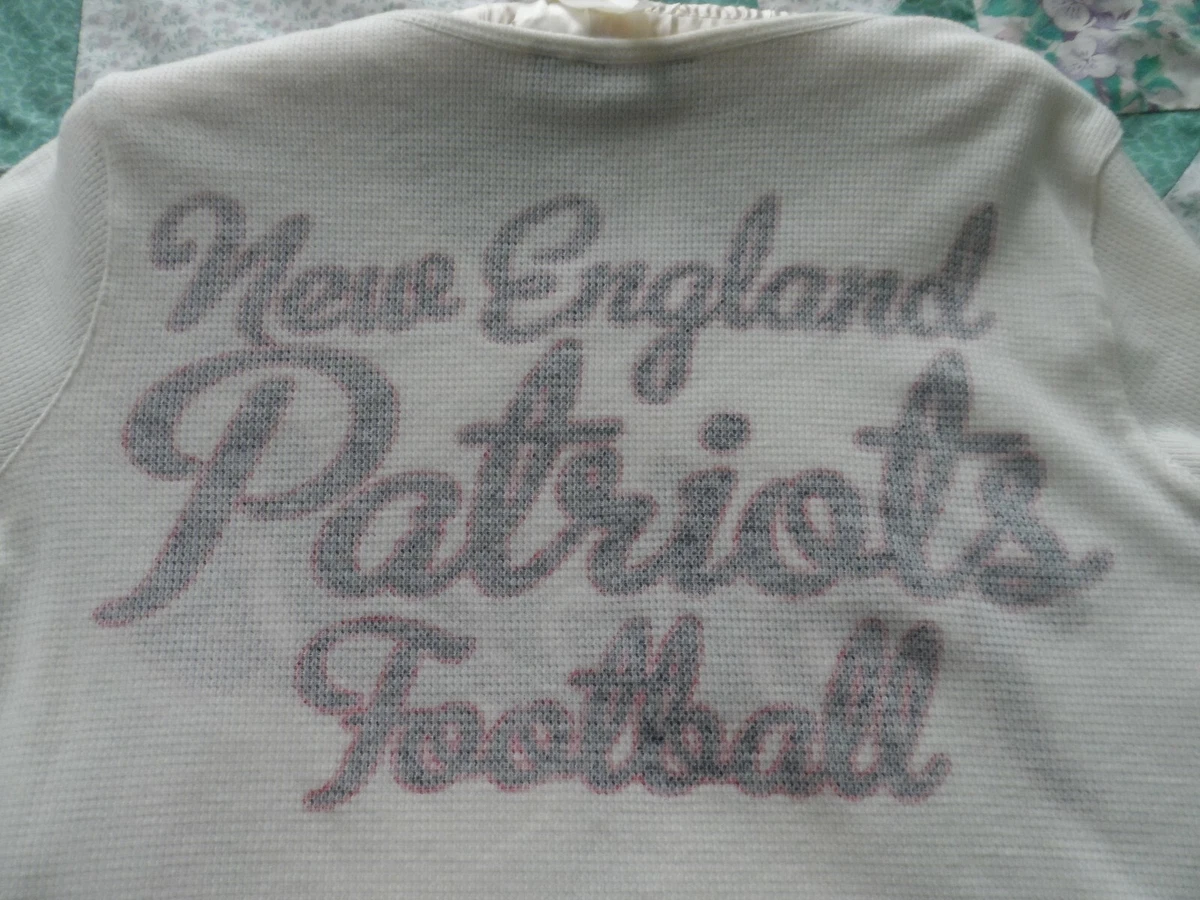 New England
Patriots
Football